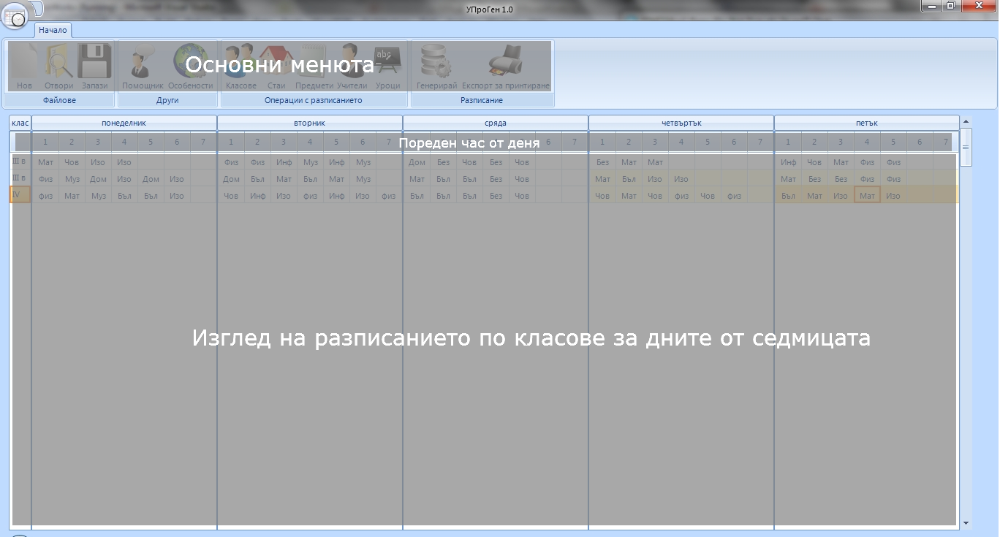 УПроГен 1.0
Начало
Основни менюта
Нов Отвори Запази Помощник Особености Класове Стаи Предмети Учители Уроци Генерирай Експорт за принтиране
Файлове Други Операции с разписанието Разписание
клас понеделник вторник сряда четвъртък петък
1 2 3 4 5 6 7 1 2 3 4 5 6 7 6 7 1 2 3 4 5 6 7 1 2 3 4 5 6 7
Пореден час от деня
III в Мат Чов Изо Изо Физ Физ Инф Муз Инф Муз Дом Без Чов Без Чов Без Мат Мат Инф Чов Мат Физ Физ
III в Физ Муз Дом Изо Дом Изо Дом Бъл Мат Бъл Мат Муз Мат Бъл Бъл Без Чов Мат Бъл Изо Изо Мат Без Без Физ Физ
IV физ Мат Муз Бъл Бъл Изо Чов Инф Изо физ Инф Изо физ Бъл Бъл Бъл Без Чов Чов Мат Чов физ Чов физ Бъл Мат Изо Мат Изо
Изглед на разписанието по класове за дните от седмицата